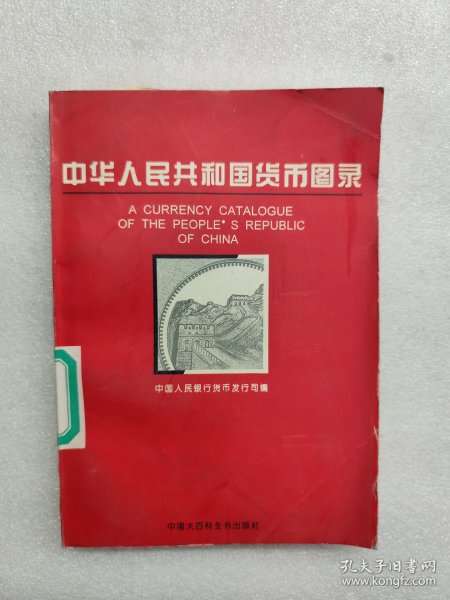 中华人民共和国货币图录
A CURRENCY CATALOGUE
OF THE PEOPLE' S REPUBLIC
OF CHINA
中国人民银行货币发行司编
中国大百科全书出版社
孔夫子旧书网
www.kongfz.com